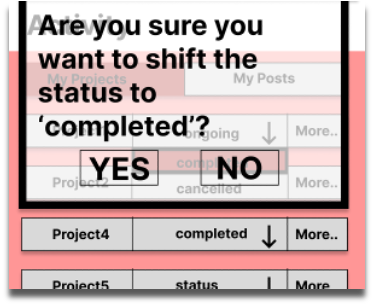 Activity
Are you sure you
want to shift the
My Projects My Posts
status to
‘completed’?
ongoing ↓ More..
YES NO
Project2 cancelled More..
Project4 completed ↓ More..
Project5 status ↓ More